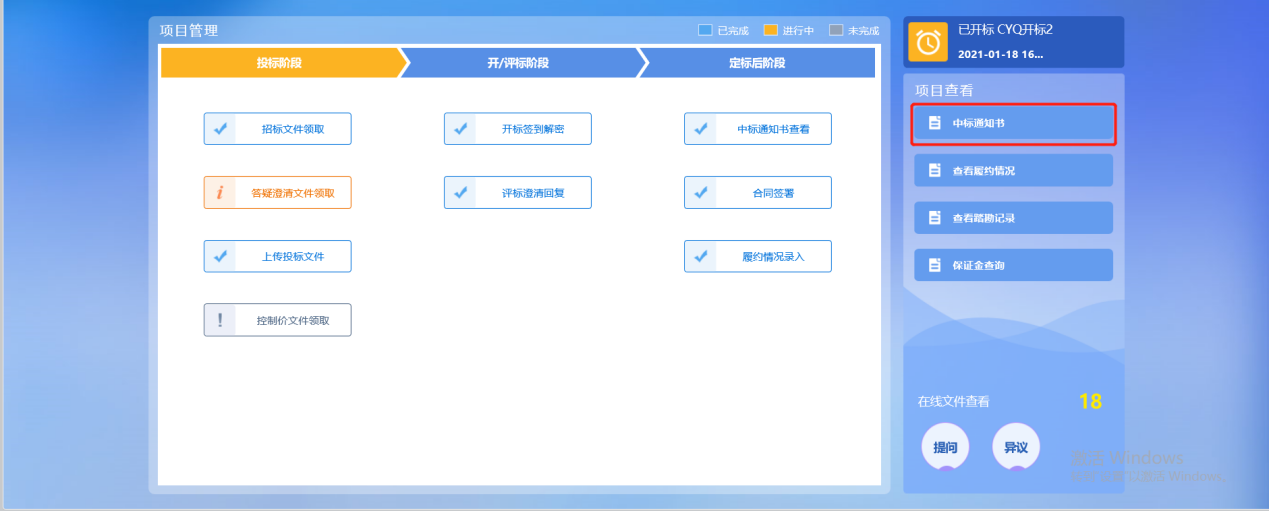 项目管理
已完成 进行中 未完成
投标阶段 开/评标阶段 定标后阶段
招标文件领取 开标签到解密 中标通知书查看
答疑澄清文件领取 评标澄清回复 合同签署
上传投标文件 履约情况录入
控制价文件领取
已开标 CYQ开标2
2021-01-18 16...
项目查看
中标通知书
查看履约情况
查看踏勘记录
保证金查询
在线文件查看 18
提问 异议
激活 Windows